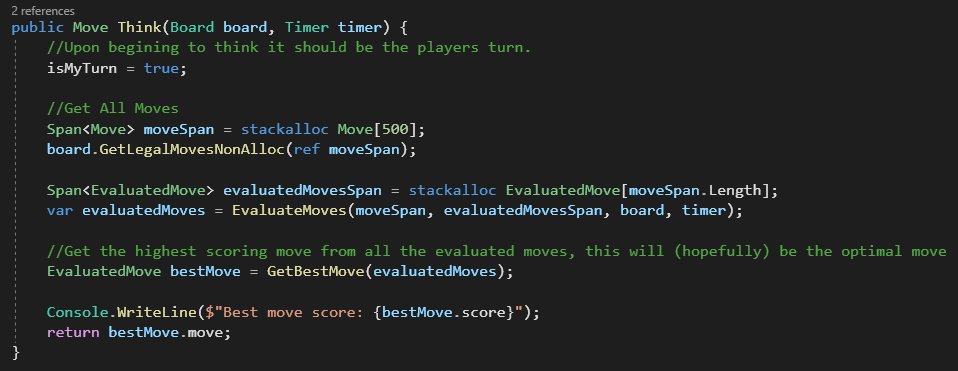 2 references
public Move Think(Board board, Timer timer) {
//Upon begining to think it should be the players turn.
isMyTurn = true;
//Get All Moves
Span<Move> moveSpan = stackalloc Move[500];
board.GetLegalMovesNonAlloc(ref moveSpan);
Span<EvaluatedMove> evaluatedMovesSpan = stackalloc EvaluatedMove[moveSpan.Length];
var evaluatedMoves = EvaluateMoves(moveSpan, evaluatedMovesSpan, board, timer);
//Get the highest scoring move from all the evaluated moves, this will (hopefully) be the optimal move
EvaluatedMove bestMove = GetBestMove(evaluatedMoves);
Console.WriteLine($"Best move score: {bestMove.score}");
return bestMove.move;
}